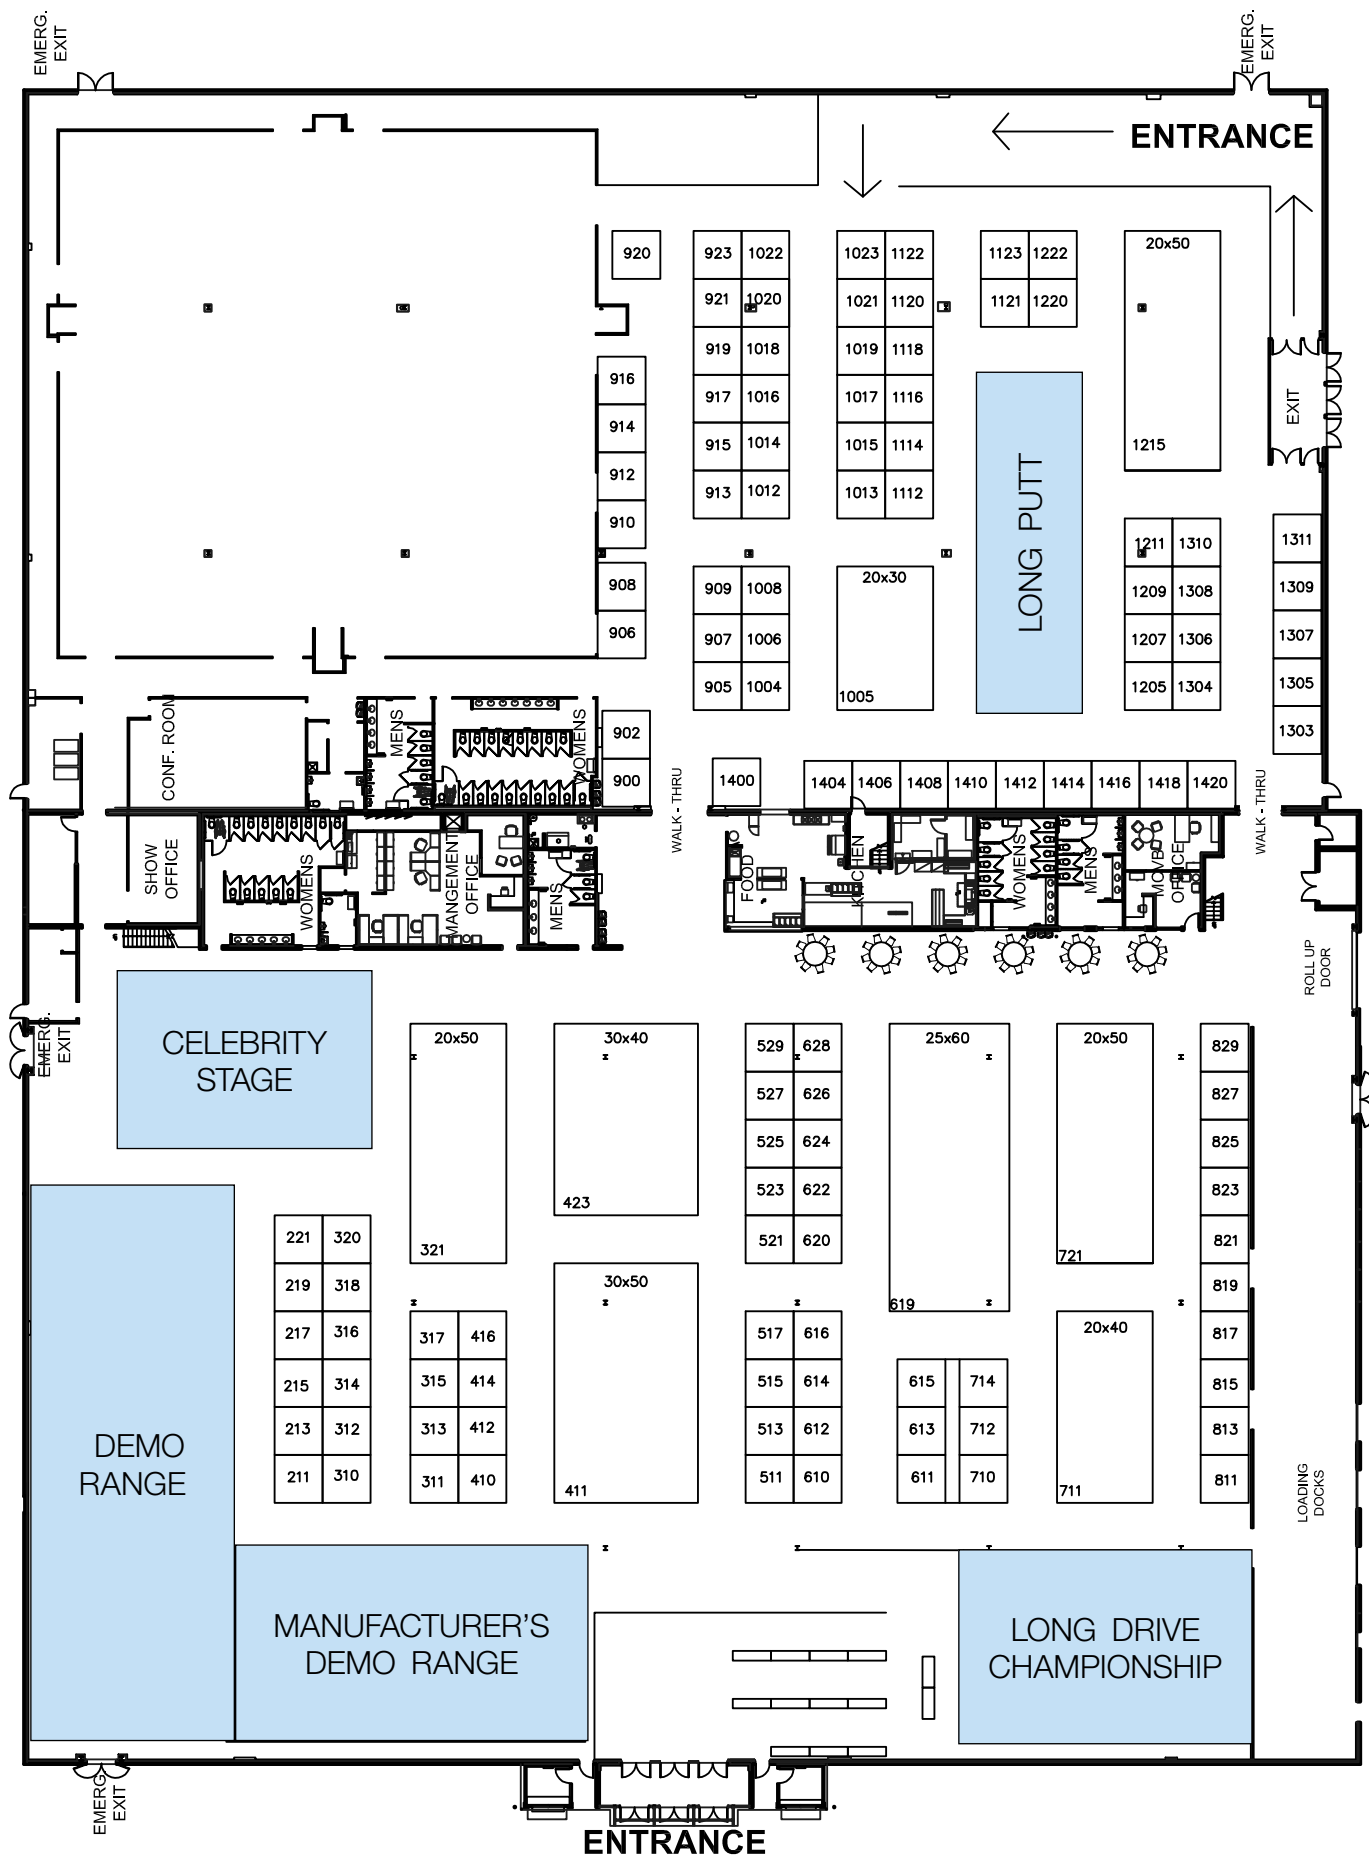 EMERG.
EXIT
EMERG.
EXIT
ENTRANCE
920
923 1022
1023 1122
1123 1222
20x50
921 1020
1021 1120
1121 1220
919 1018
1019 1118
916
917 1016
1017 1116
EXIT
914
915 1014
1015 1114
1215
912
913 1012
1013 1112
LONG PUTT
910
1211 1310
1311
908
909 1008
20x30
1209 1308
1309
906
907 1006
1207 1306
1307
905 1004
1005
1205 1304
1305
1303
CONF. ROOM
MENS
WOMENS
902
900
WALK - THRU
1400
1404 1406 1408 1410 1412 1414 1416 1418 1420
WALK - THRU
SHOW
OFFICE
WOMENS
MANGEMENT
OFFICE
MENS
FOOD
KITCHEN
WOMENS
MENS
MOVB
OFFICE
ROLL UP
DOOR
EMERG.
EXIT
CELEBRITY
STAGE
20x50
30x40
529 628
25x60
20x50
829
527 626
827
525 624
825
523 622
823
423
521 620
821
321
721
221 320
219 318
30x50
619
819
217 316
317 416
517 616
20x40
817
215 314
315 414
515 614
615 714
815
213 312
313 412
513 612
613 712
813
211 310
311 410
411
511 610
611 710
711
811
DEMO
RANGE
LOADING
DOCKS
MANUFACTURER'S
DEMO RANGE
LONG DRIVE
CHAMPIONSHIP
EMERG.
EXIT
ENTRANCE